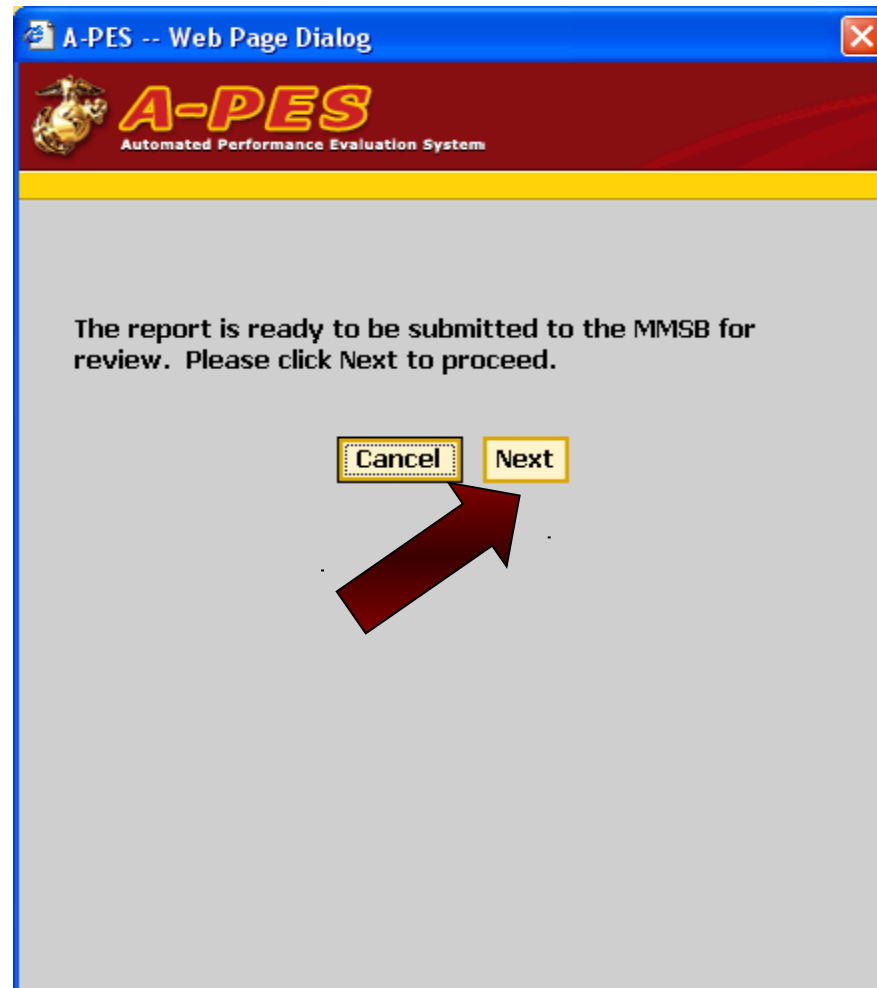 A-PES -- Web Page Dialog
A-PES
Automated Performance Evaluation System
The report is ready to be submitted to the MMSB for
review.  Please click Next to proceed.
Cancel Next